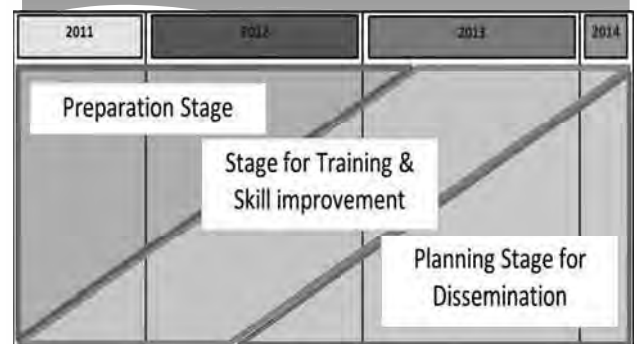 2011 2012 2013 2014
Preparation Stage
Stage for Training &
Skill improvement
Planning Stage for
Dissemination